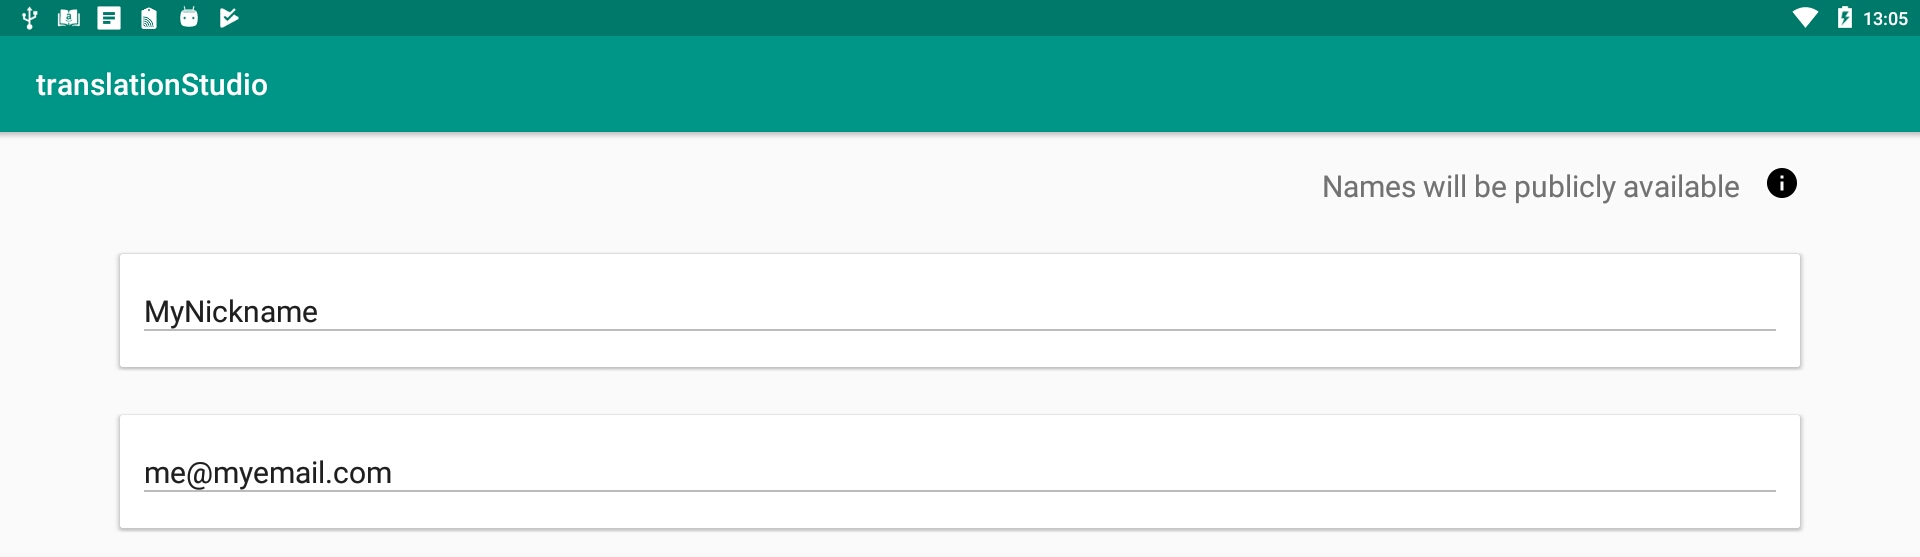 13:05
translationStudio
Names will be publicly available
MyNickname
me@myemail.com